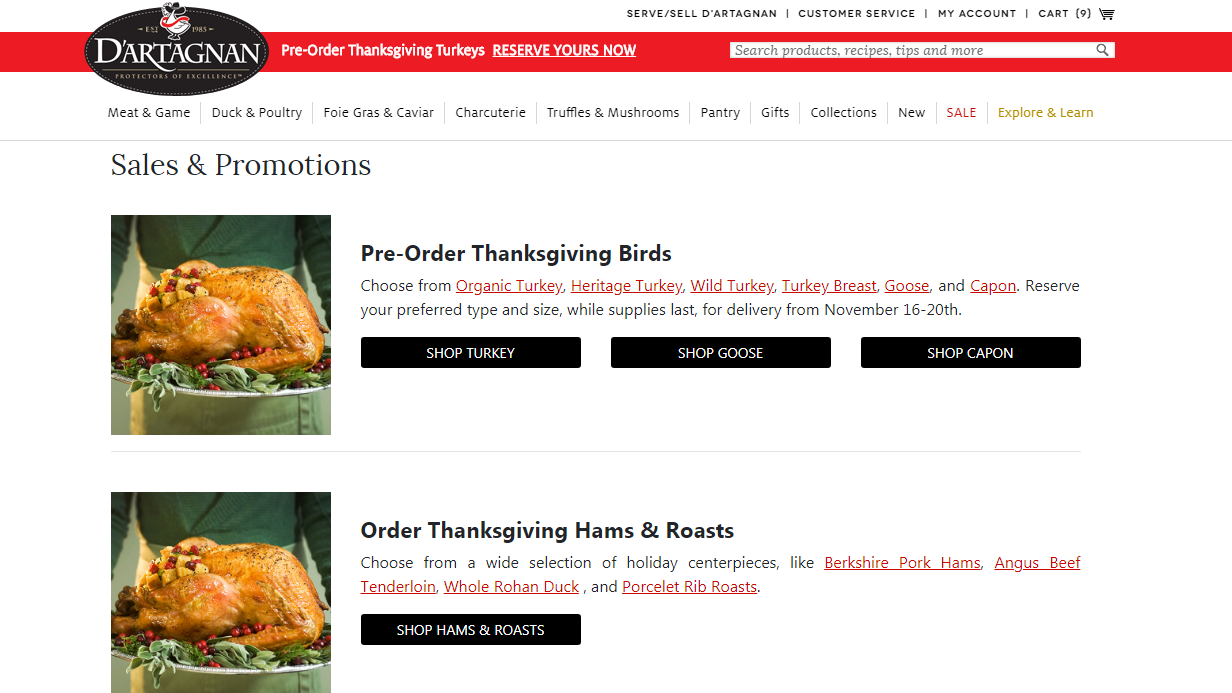 SERVE/SELL D'ARTAGNAN | CUSTOMER SERVICE | MY ACCOUNT | CART (9)
EST 1985
D'ARTAGNAN
PROTECTORS OF EXCELLENCE™
Pre-Order Thanksgiving Turkeys RESERVE YOURS NOW
Search products, recipes, tips and more
Meat & Game Duck & Poultry Foie Gras & Caviar Charcuterie Truffles & Mushrooms Pantry Gifts Collections New SALE Explore & Learn
Sales & Promotions
Pre-Order Thanksgiving Birds
Choose from Organic Turkey, Heritage Turkey, Wild Turkey, Turkey Breast, Goose, and Capon. Reserve
your preferred type and size, while supplies last, for delivery from November 16-20th.
SHOP TURKEY SHOP GOOSE SHOP CAPON
Order Thanksgiving Hams & Roasts
Choose from a wide selection of holiday centerpieces, like Berkshire Pork Hams, Angus Beef
Tenderloin, Whole Rohan Duck , and Porcelet Rib Roasts.
SHOP HAMS & ROASTS